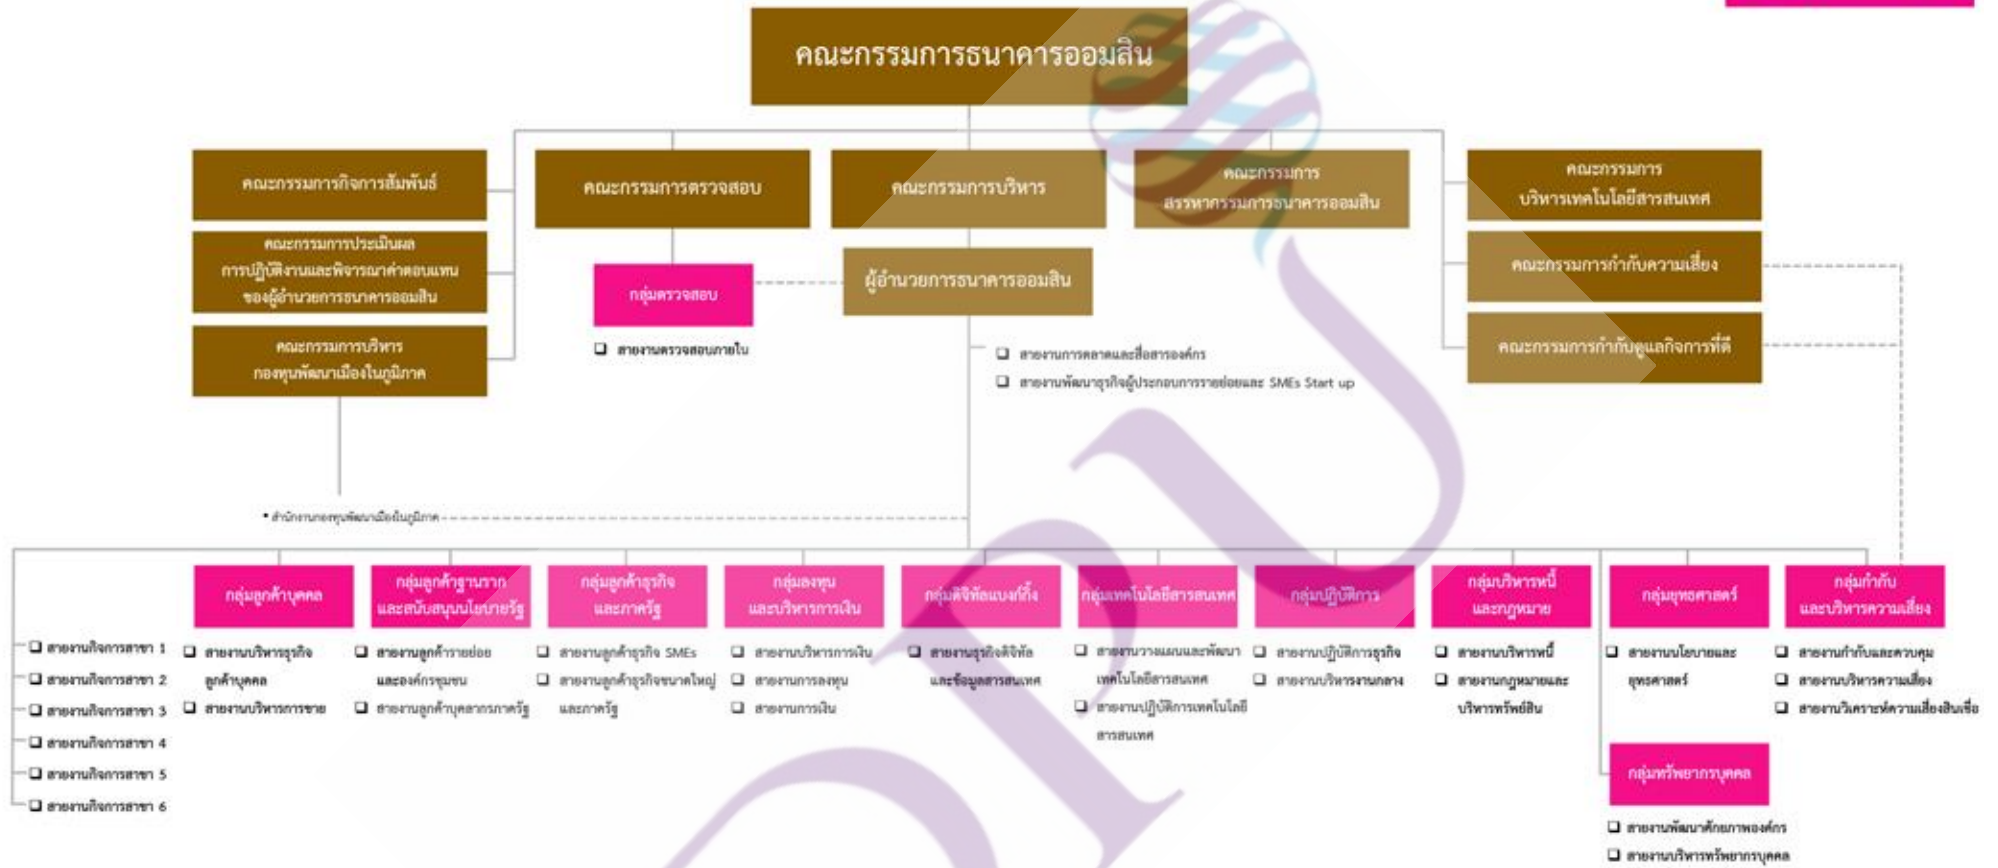 คณะกรรมการธนาคารออมสิน
คณะกรรมการกิจการสัมพันธ์
คณะกรรมการประเมินผล
การปฏิบัติงานและพิจารณาค่าตอบแทน
ของผู้อำนวยการธนาคารออมสิน
คณะกรรมการบริหาร
กองทุนพัฒนาเมืองในภูมิภาค
คณะกรรมการตรวจสอบ
กลุ่มตรวจสอบ
สายงานตรวจสอบภายใน
คณะกรรมการบริหาร
ผู้อำนวยการธนาคารออมสิน
สายงานการตลาดและสื่อสารองค์กร
สายงานพัฒนาธุรกิจผู้ประกอบการรายย่อยและ SMEs Start up
คณะกรรมการ
สรรหากรรมการธนาคารออมสิน
คณะกรรมการ
บริหารเทคโนโลยีสารสนเทศ
คณะกรรมการกำกับความเสี่ยง
คณะกรรมการกำกับดูแลกิจการที่ดี
* สำนักงานกองทุนพัฒนาเมืองในภูมิภาค
สายงานกิจการสาขา 1
สายงานกิจการสาขา 2
สายงานกิจการสาขา 3
สายงานกิจการสาขา 4
สายงานกิจการสาขา 5
สายงานกิจการสาขา 6
กลุ่มลูกค้าบุคคล
สายงานบริหารธุรกิจ
ลูกค้าบุคคล
สายงานบริหารการขาย
กลุ่มลูกค้าฐานราก
และสนับสนุนนโยบายรัฐ
สายงานลูกค้ารายย่อย
และองค์กรชุมชน
สายงานลูกค้าบุคลากรภาครัฐ
กลุ่มลูกค้าธุรกิจ
และภาครัฐ
สายงานลูกค้าธุรกิจ SMEs
สายงานลูกค้าธุรกิจขนาดใหญ่
และภาครัฐ
กลุ่มลงทุน
และบริหารการเงิน
สายงานบริหารการเงิน
สายงานการลงทุน
สายงานการเงิน
กลุ่มดิจิทัลแบงก์กิ้ง
สายงานธุรกิจดิจิทัล
และข้อมูลสารสนเทศ
กลุ่มเทคโนโลยีสารสนเทศ
สายงานวางแผนและพัฒนา
เทคโนโลยีสารสนเทศ
สายงานปฏิบัติการเทคโนโลยี
สารสนเทศ
กลุ่มปฏิบัติการ
สายงานปฏิบัติการธุรกิจ
สายงานบริหารงานกลาง
กลุ่มบริหารหนี้
และกฎหมาย
สายงานบริหารหนี้
สายงานกฎหมายและ
บริหารทรัพย์สิน
กลุ่มยุทธศาสตร์
สายงานนโยบายและ
ยุทธศาสตร์
กลุ่มทรัพยากรบุคคล
สายงานพัฒนาศักยภาพองค์กร
สายงานบริหารทรัพยากรบุคคล
กลุ่มกำกับ
และบริหารความเสี่ยง
สายงานกำกับและควบคุม
สายงานบริหารความเสี่ยง
สายงานวิเคราะห์ความเสี่ยงสินเชื่อ
DPU